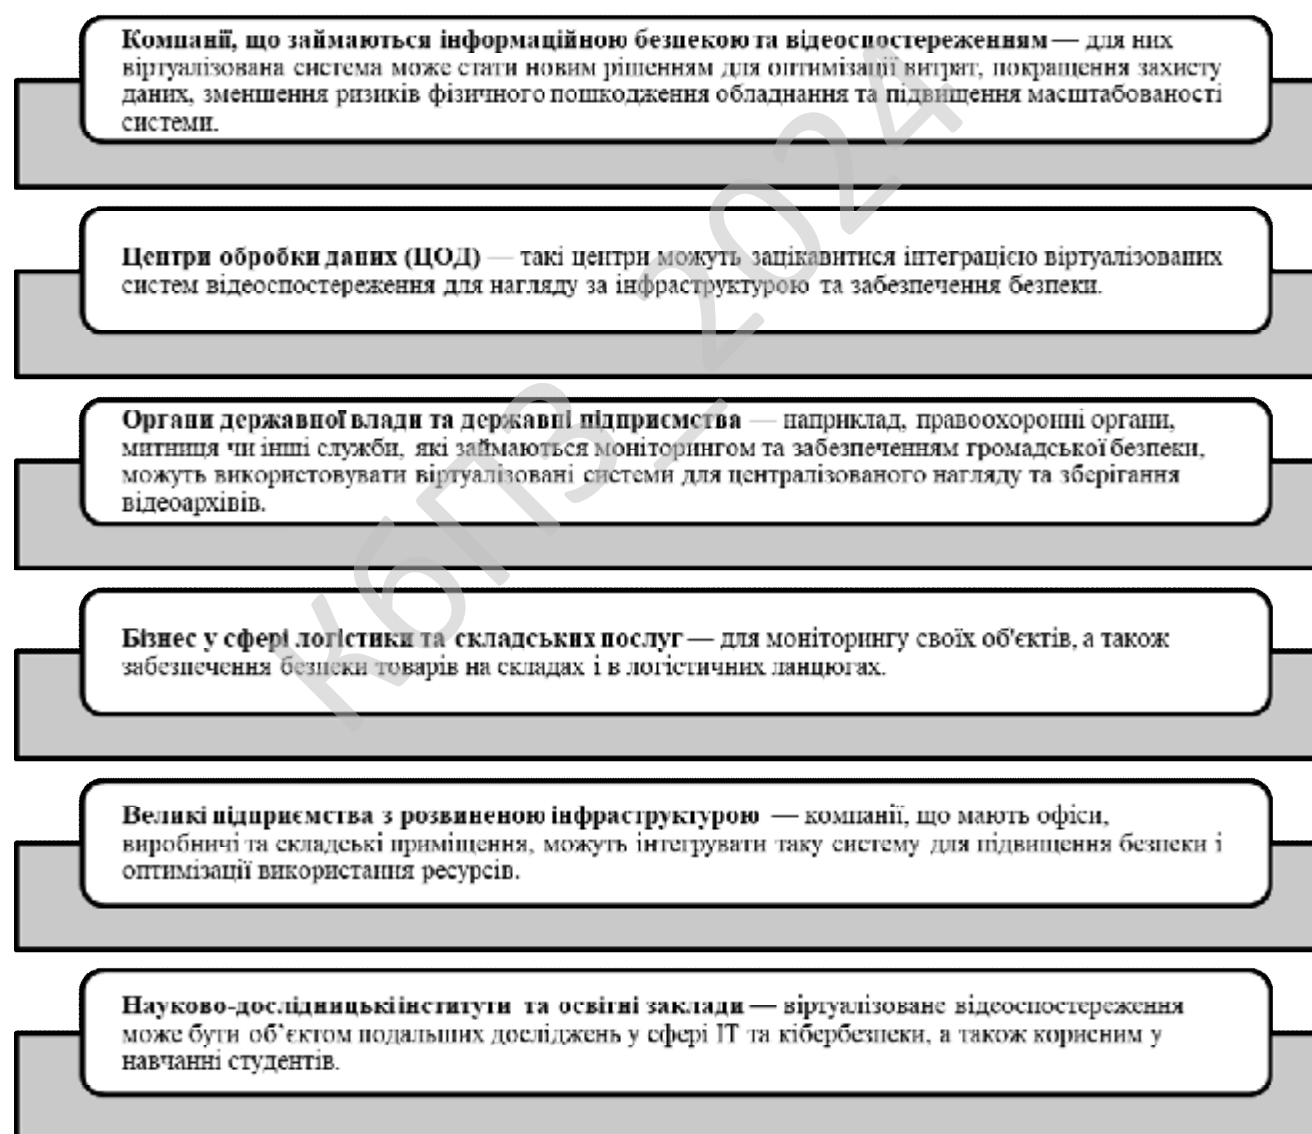 Компанії, що займаються інформаційною безпекою та відеоспостереженням — для них
віртуалізована система може стати новим рішенням для оптимізації витрат, покращення захисту
даних, зменшення ризиків фізичного пошкодження обладнання та підвищення масштабованості
системи.
Центри обробки даних (ЦОД) — такі центри можуть зацікавитися інтеграцією віртуалізованих
систем відеоспостереження для нагляду за інфраструктурою та забезпечення безпеки.
Органи державної влади та державні підприємства — наприклад, правоохоронні органи,
митниця чи інші служби, які займаються моніторингом та забезпеченням громадської безпеки,
можуть використовувати віртуалізовані системи для централізованого нагляду та зберігання
відеоархівів.
Бізнес у сфері логістики та складських послуг — для моніторингу своїх об'єктів, а також
забезпечення безпеки товарів на складах і в логістичних ланцюгах.
Великі підприємства з розвиненою інфраструктурою — компанії, що мають офіси,
виробничі та складські приміщення, можуть інтегрувати таку систему для підвищення безпеки і
оптимізації використання ресурсів.
Науково-дослідницькі інститути та освітні заклади — віртуалізоване відеоспостереження
може бути об’єктом подальших досліджень у сфері ІТ та кібербезпеки, а також корисним у
навчанні студентів.
КбПЗ_2024